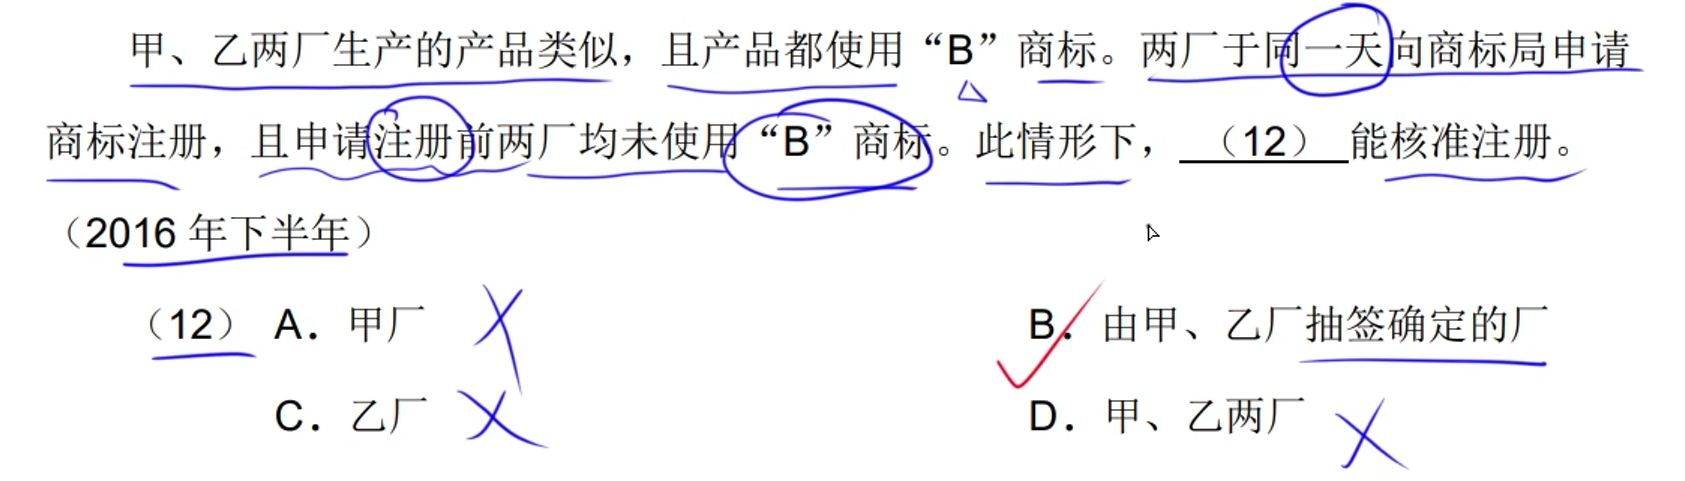 甲、乙两厂生产的产品类似，且产品都使用“B”商标。两厂于同一天向商标局申请
商标注册，且申请注册前两厂均未使用“B”商标。此情形下，（12）能核准注册。
（2016 年下半年）
（12） A．甲厂 B．由甲、乙厂抽签确定的厂
C．乙厂 D．甲、乙两厂